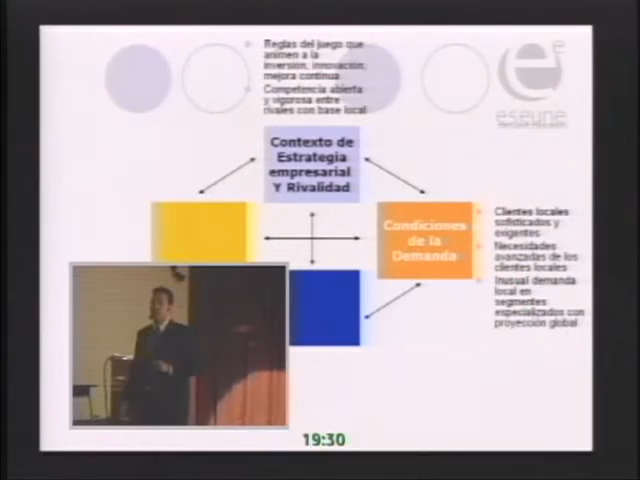 Reglas del juego que
animen a la
inversion, innovacion,
mejora continua
Competencia abierta
y vigorosa entre
rivales con base local
e
eseune
Contexto de
Estrategia
empresarial
Y Rivalidad
Condiciones
de la
Demanda
Clientes locales
sofisticados y
exigentes
Necesidades
avanzadas de los
clientes locales
Inusual demanda
local en
segmentes
especializados con
proyección global
19:30